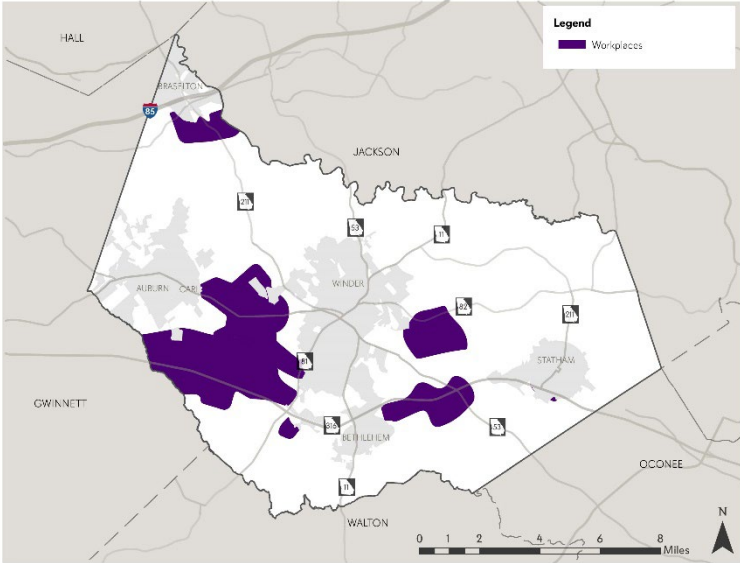 HALL
Legend
Workplaces
BRASELTON
85
JACKSON
211
53
11
WINDER
AUBURN
CARL
82
211
81
STATHAM
GWINNETT
316
53
BETHLEHEM
OCONEE
11
WALTON
N
0 1 2 4 6 8
Miles